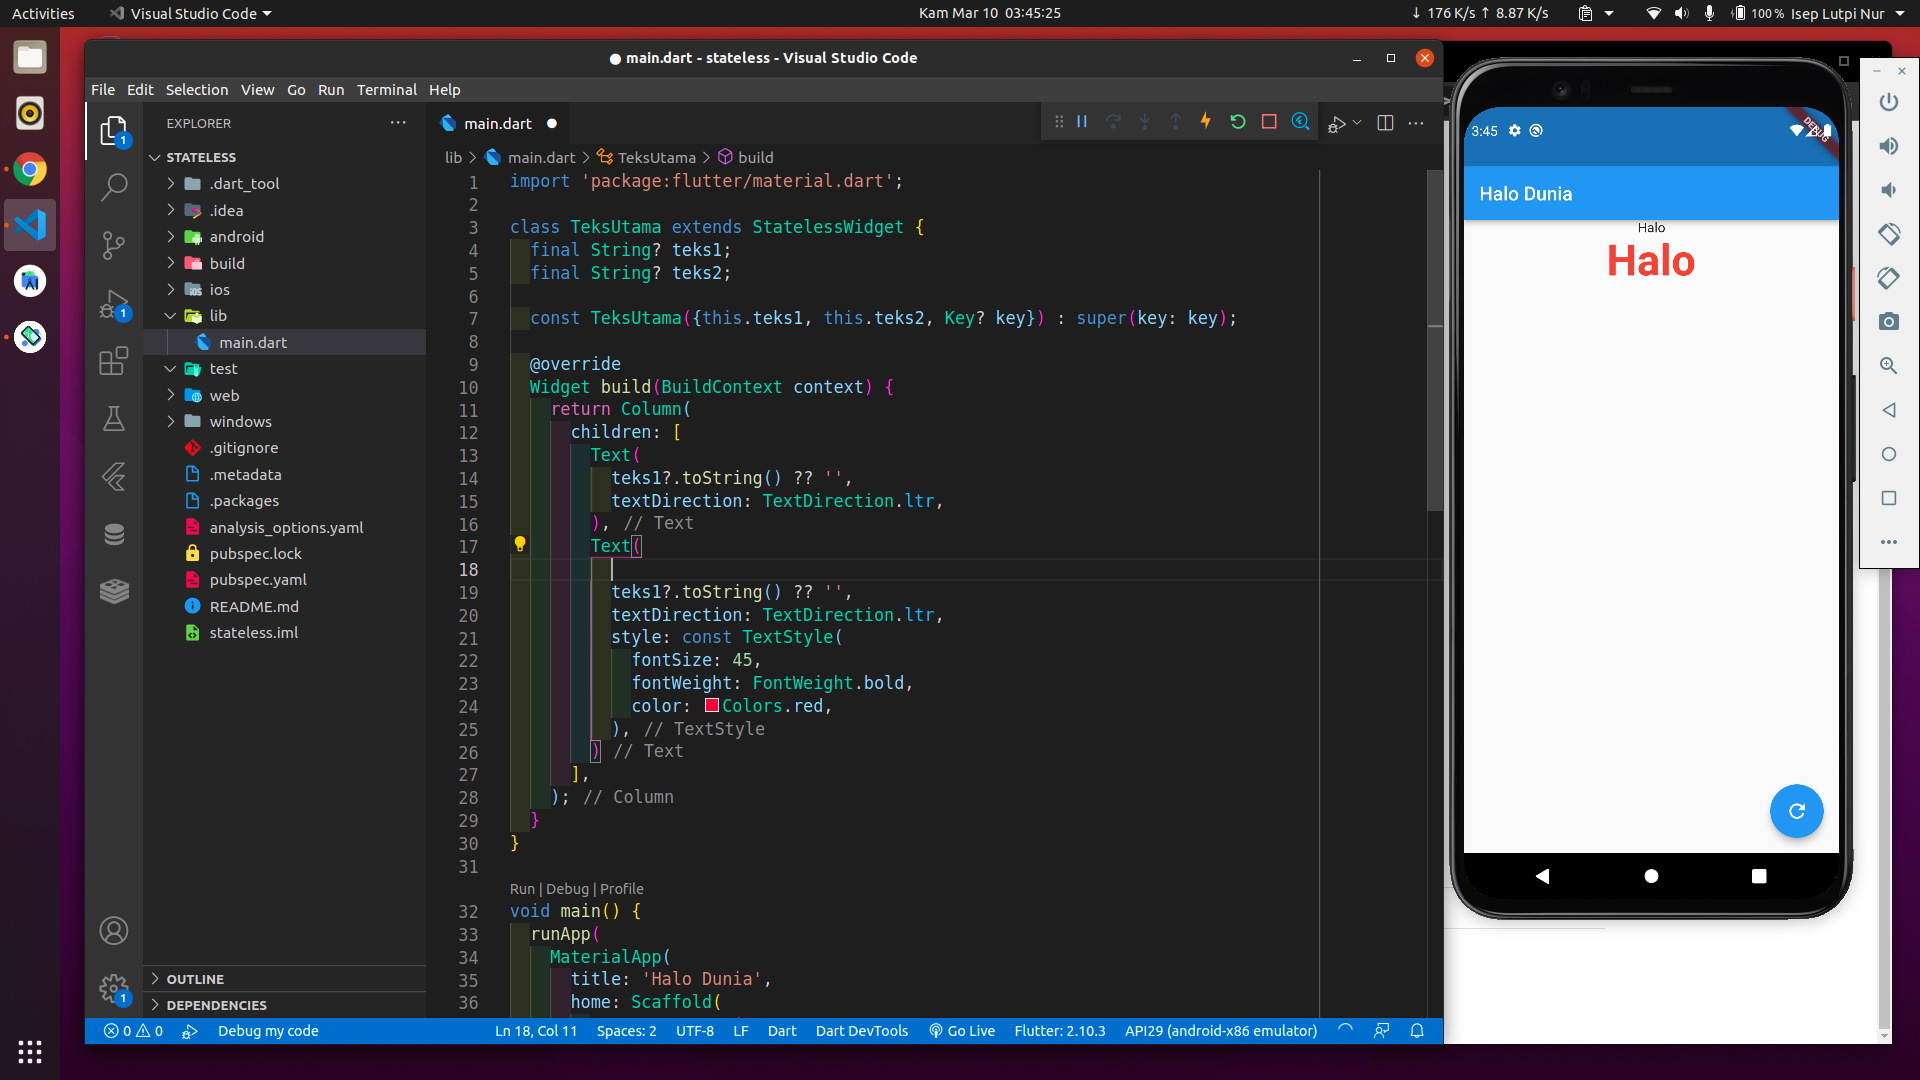 Activities
Visual Studio Code
Kam Mar 10 03:45:25
↓ 176 K/s ↑ 8.87 K/s
100 %
Isep Lutpi Nur
● main.dart - stateless - Visual Studio Code
File Edit Selection View Go Run Terminal Help
EXPLORER
STATELESS
.dart_tool
.idea
android
build
ios
lib
main.dart
test
web
windows
.gitignore
.metadata
.packages
analysis_options.yaml
pubspec.lock
pubspec.yaml
README.md
stateless.iml
OUTLINE
DEPENDENCIES
1
1
1
main.dart ●
lib > main.dart > TeksUtama > build
1 import 'package:flutter/material.dart';
2
3 class TeksUtama extends StatelessWidget {
4 final String? teks1;
5 final String? teks2;
6
7 const TeksUtama({this.teks1, this.teks2, Key? key}) : super(key: key);
8
9 @override
10 Widget build(BuildContext context) {
11 return Column(
12 children: [
13 Text(
14 teks1?.toString() ?? '',
15 textDirection: TextDirection.ltr,
16 ), // Text
17 Text(
18
19 teks1?.toString() ?? '',
20 textDirection: TextDirection.ltr,
21 style: const TextStyle(
22 fontSize: 45,
23 fontWeight: FontWeight.bold,
24 color: Colors.red,
25 ), // TextStyle
26 ) // Text
27 ],
28 ); // Column
29 }
30 }
31
Run | Debug | Profile
32 void main() {
33 runApp(
34 MaterialApp(
35 title: 'Halo Dunia',
36 home: Scaffold(
0 0
Debug my code
Ln 18, Col 11
Spaces: 2
UTF-8
LF
Dart
Dart DevTools
Go Live
Flutter: 2.10.3
API29 (android-x86 emulator)
3:45
DEBUG
Halo Dunia
Halo
Halo